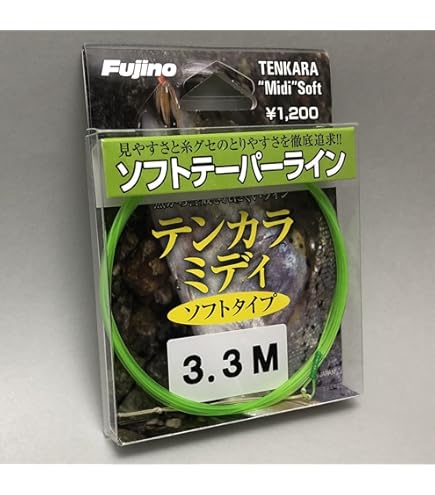 Fujino
TENKARA
"Midi"Soft
¥1,200
見やすさと糸グセのとりやすさを徹底追求!!
ソフトテーパーライン
テンカラ
ミディ
ソフトタイプ
3.3M
JAPAN